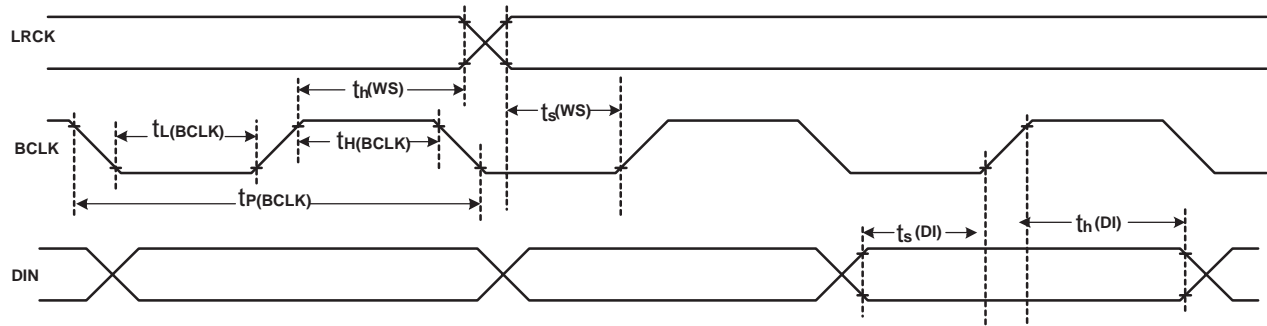 LRCK
th(WS)
ts(WS)
BCLK
tL(BCLK)
tH(BCLK)
tP(BCLK)
ts(DI)
th(DI)
DIN